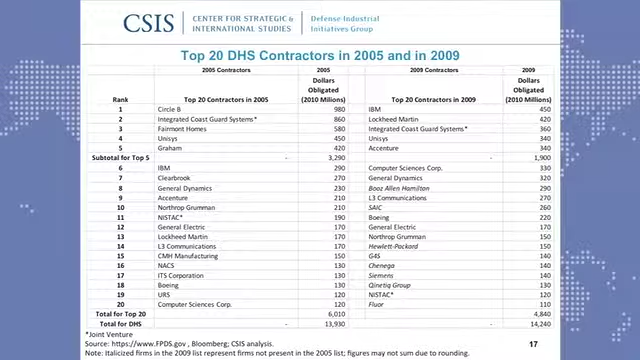 CSIS
CENTER FOR STRATEGIC &
INTERNATIONAL STUDIES
Defense-Industrial
Initiatives Group
Top 20 DHS Contractors in 2005 and in 2009
2005 Contractors 2005 2009 Contractors 2009
Rank Top 20 Contractors in 2005 Dollars Obligated (2010 Millions) Top 20 Contractors in 2009 Dollars Obligated (2010 Millions)
1 Circle B 980 IBM 450
2 Integrated Coast Guard Systems* 860 Lockheed Martin 420
3 Fairmont Homes 580 Integrated Coast Guard Systems* 360
4 Unisys 450 Unisys 340
5 Graham 420 Accenture 340
Subtotal for Top 5 - 3,290 1,900
6 IBM 290 Computer Sciences Corp. 330
7 Clearbrook 270 General Dynamics 320
8 General Dynamics 230 Booz Allen Hamilton 290
9 Accenture 210 L3 Communications 270
10 Northrop Grumman 210 SAIC 260
11 NISTAC* 190 Boeing 220
12 General Electric 170 General Electric 170
13 Lockheed Martin 170 Northrop Grumman 150
14 L3 Communications 170 Hewlett-Packard 150
15 CMH Manufacturing 150 G4S 140
16 NACS 130 Chenega 140
17 ITS Corporation 130 Siemens 140
18 Boeing 130 Qinetiq Group 130
19 URS 120 NISTAC* 120
20 Computer Sciences Corp. 120 Fluor 110
Total for Top 20 6,010 4,840
Total for DHS - 13,930 - 14,240
*Joint Venture
Source: https://www.FPDS.gov , Bloomberg; CSIS analysis.
17
Note: Italicized firms in the 2009 list represent firms not present in the 2005 list; figures may not sum due to rounding.